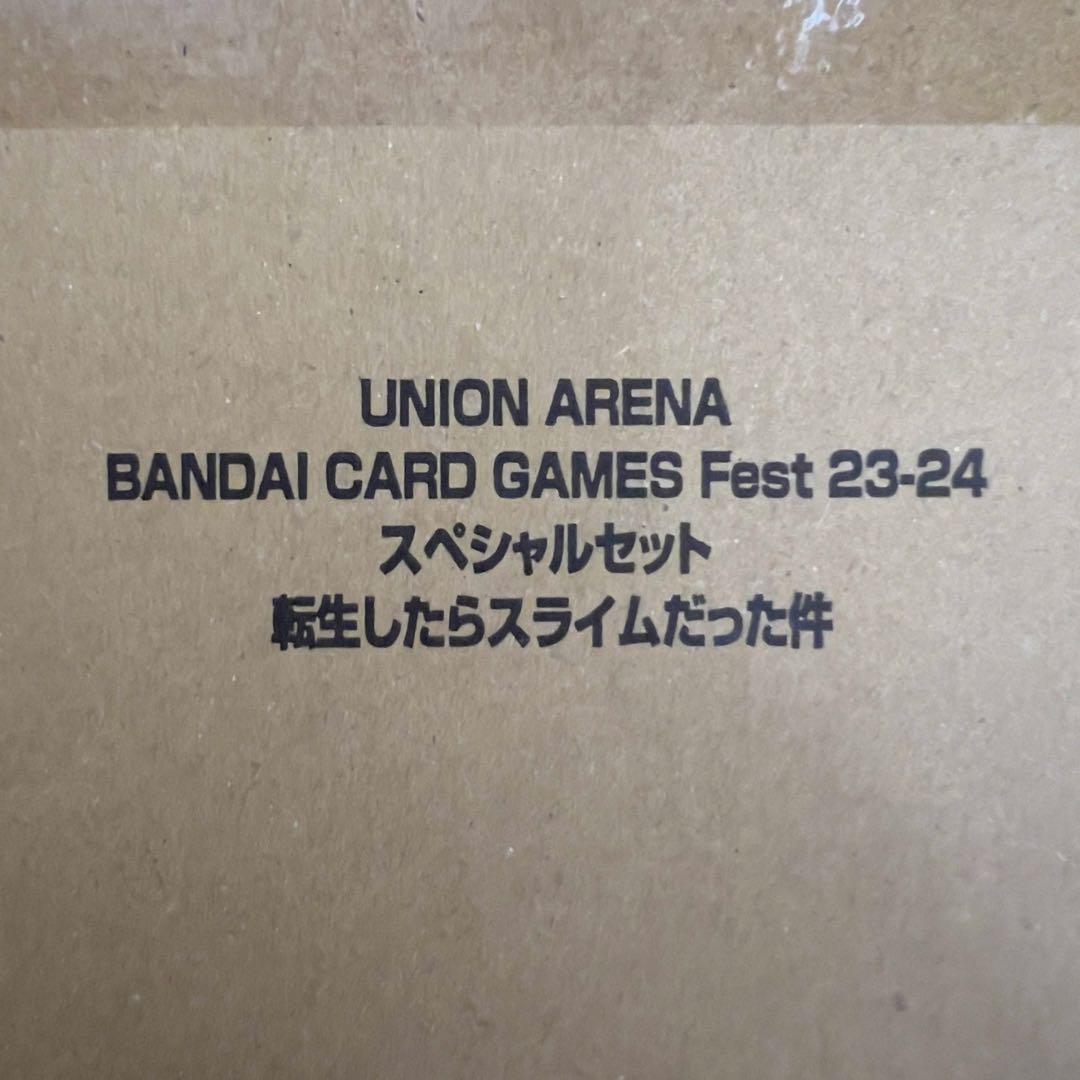 UNION ARENA
BANDAI CARD GAMES Fest 23-24
スペシャルセット
転生したらスライムだった件